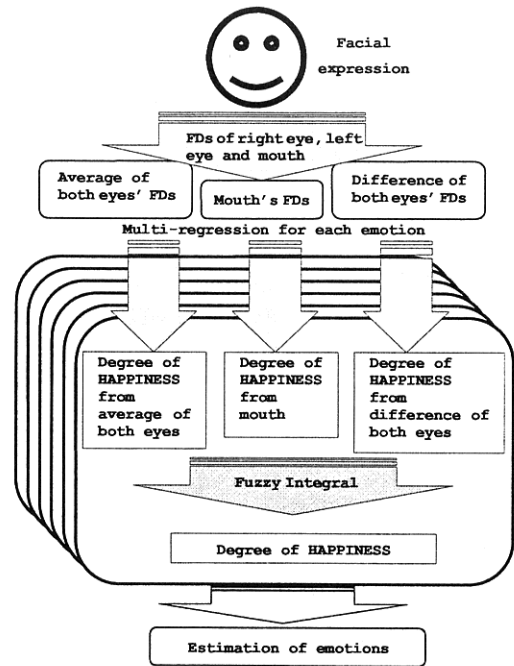 Facial
expression
FDs of right eye, left
eye and mouth
Average of
both eyes' FDs
Mouth's FDs
Difference of
both eyes' FDs
Multi-regression for each emotion
Degree of
HAPPINESS
from
average of
both eyes
Degree of
HAPPINESS
from
mouth
Degree of
HAPPINESS
from
difference of
both eyes
Fuzzy Integral
Degree of HAPPINESS
Estimation of emotions